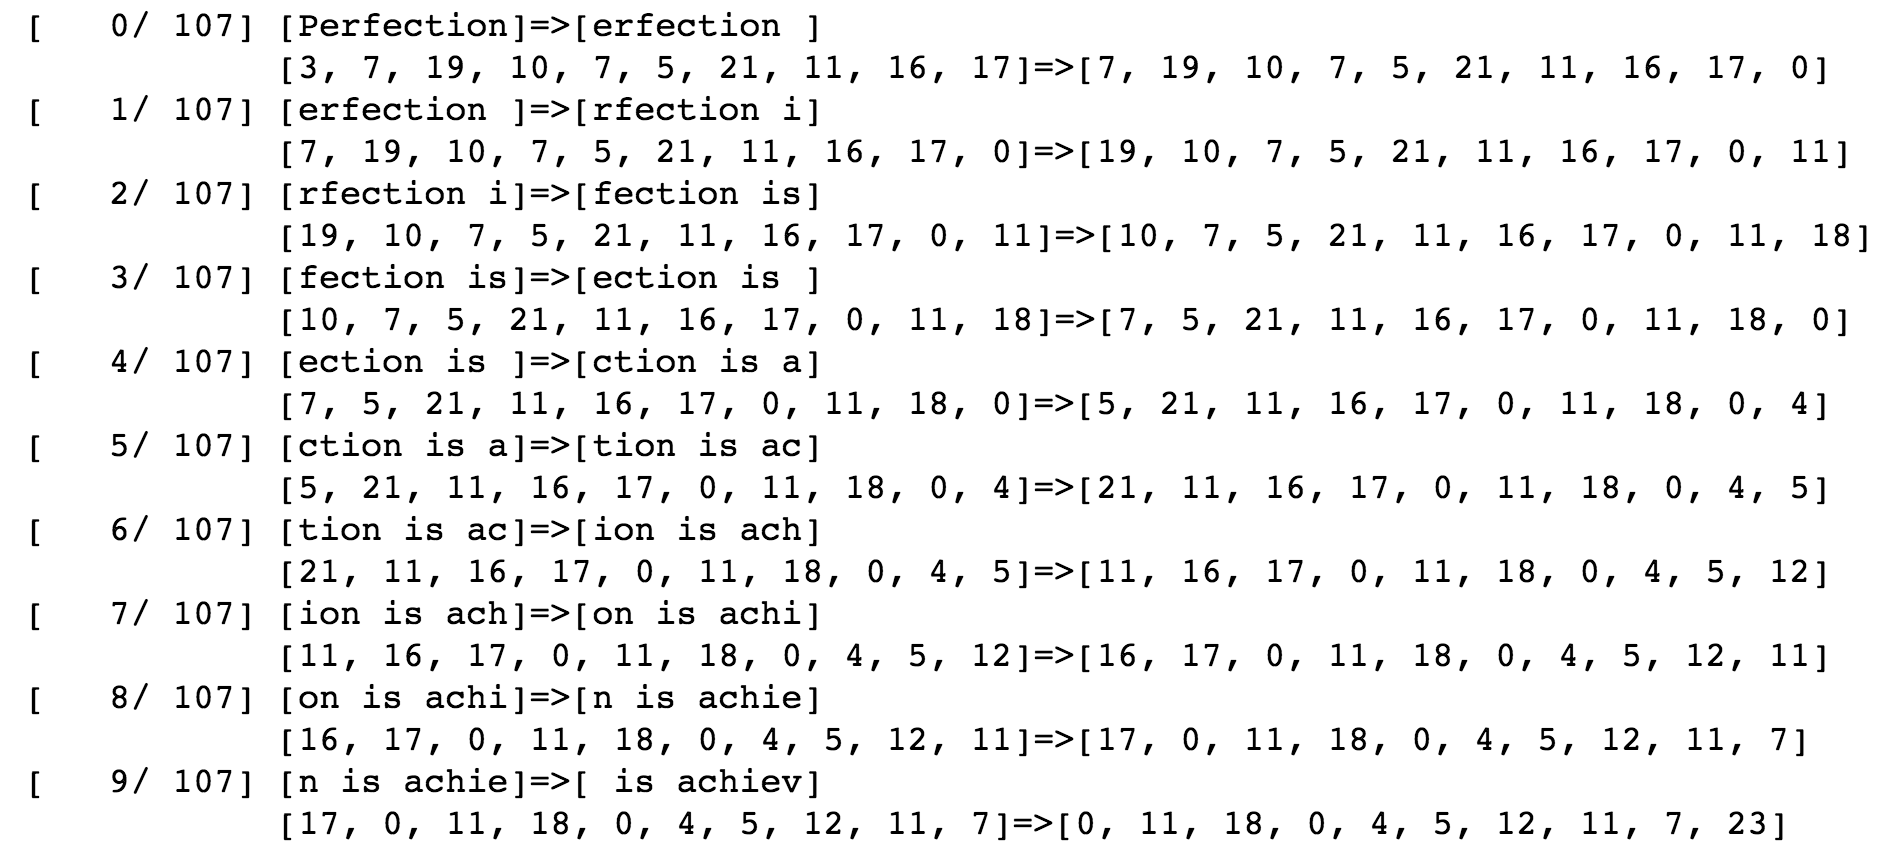 [   0/ 107] [Perfection]=>[erfection ]
            [3, 7, 19, 10, 7, 5, 21, 11, 16, 17]=>[7, 19, 10, 7, 5, 21, 11, 16, 17, 0]
[   1/ 107] [erfection ]=>[rfection i]
            [7, 19, 10, 7, 5, 21, 11, 16, 17, 0]=>[19, 10, 7, 5, 21, 11, 16, 17, 0, 11]
[   2/ 107] [rfection i]=>[fection is]
            [19, 10, 7, 5, 21, 11, 16, 17, 0, 11]=>[10, 7, 5, 21, 11, 16, 17, 0, 11, 18]
[   3/ 107] [fection is]=>[ection is ]
            [10, 7, 5, 21, 11, 16, 17, 0, 11, 18]=>[7, 5, 21, 11, 16, 17, 0, 11, 18, 0]
[   4/ 107] [ection is ]=>[ction is a]
            [7, 5, 21, 11, 16, 17, 0, 11, 18, 0]=>[5, 21, 11, 16, 17, 0, 11, 18, 0, 4]
[   5/ 107] [ction is a]=>[tion is ac]
            [5, 21, 11, 16, 17, 0, 11, 18, 0, 4]=>[21, 11, 16, 17, 0, 11, 18, 0, 4, 5]
[   6/ 107] [tion is ac]=>[ion is ach]
            [21, 11, 16, 17, 0, 11, 18, 0, 4, 5]=>[11, 16, 17, 0, 11, 18, 0, 4, 5, 12]
[   7/ 107] [ion is ach]=>[on is achi]
            [11, 16, 17, 0, 11, 18, 0, 4, 5, 12]=>[16, 17, 0, 11, 18, 0, 4, 5, 12, 11]
[   8/ 107] [on is achi]=>[n is achie]
            [16, 17, 0, 11, 18, 0, 4, 5, 12, 11]=>[17, 0, 11, 18, 0, 4, 5, 12, 11, 7]
[   9/ 107] [n is achie]=>[ is achiev]
            [17, 0, 11, 18, 0, 4, 5, 12, 11, 7]=>[0, 11, 18, 0, 4, 5, 12, 11, 7, 23]